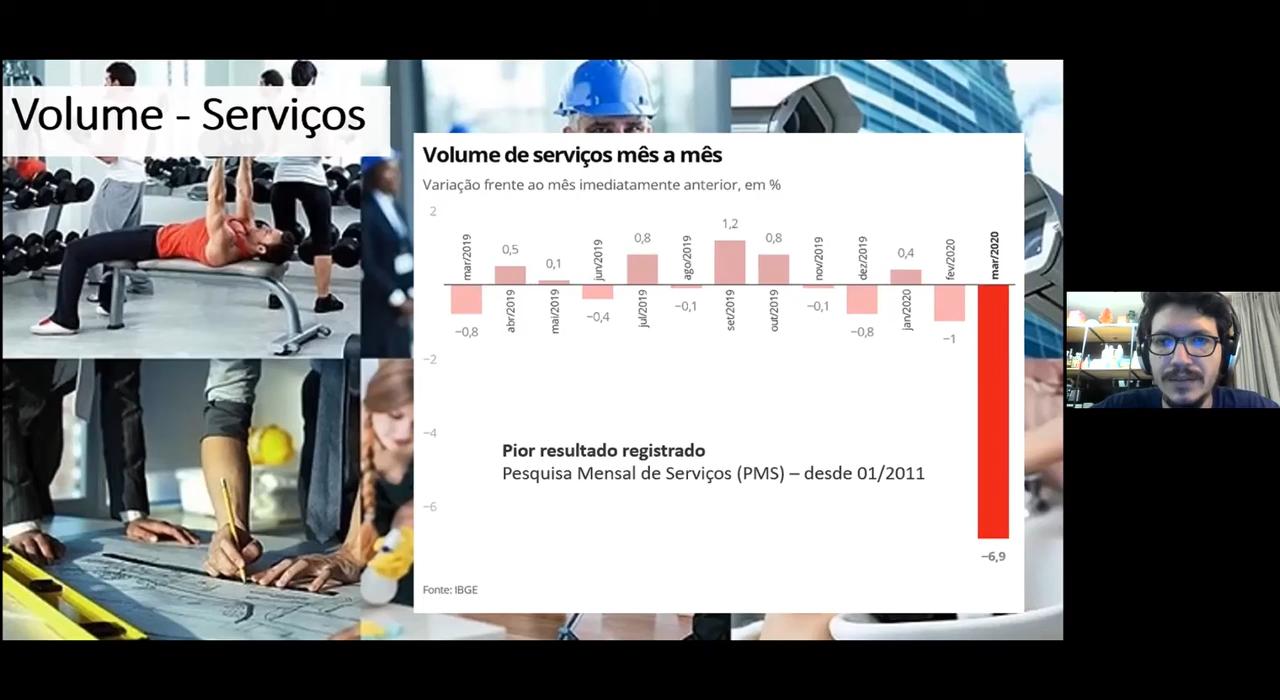 Volume - Serviços
Volume de serviços mês a mês
Variação frente ao mês imediatamente anterior, em %
2
−2
−4
−6
mar/2019
−0,8
0,5
abr/2019
0,1
mai/2019
jun/2019
−0,4
0,8
jul/2019
ago/2019
−0,1
1,2
set/2019
0,8
out/2019
nov/2019
−0,1
dez/2019
−0,8
0,4
jan/2020
fev/2020
−1
mar/2020
−6,9
Pior resultado registrado
Pesquisa Mensal de Serviços (PMS) – desde 01/2011
Fonte: IBGE